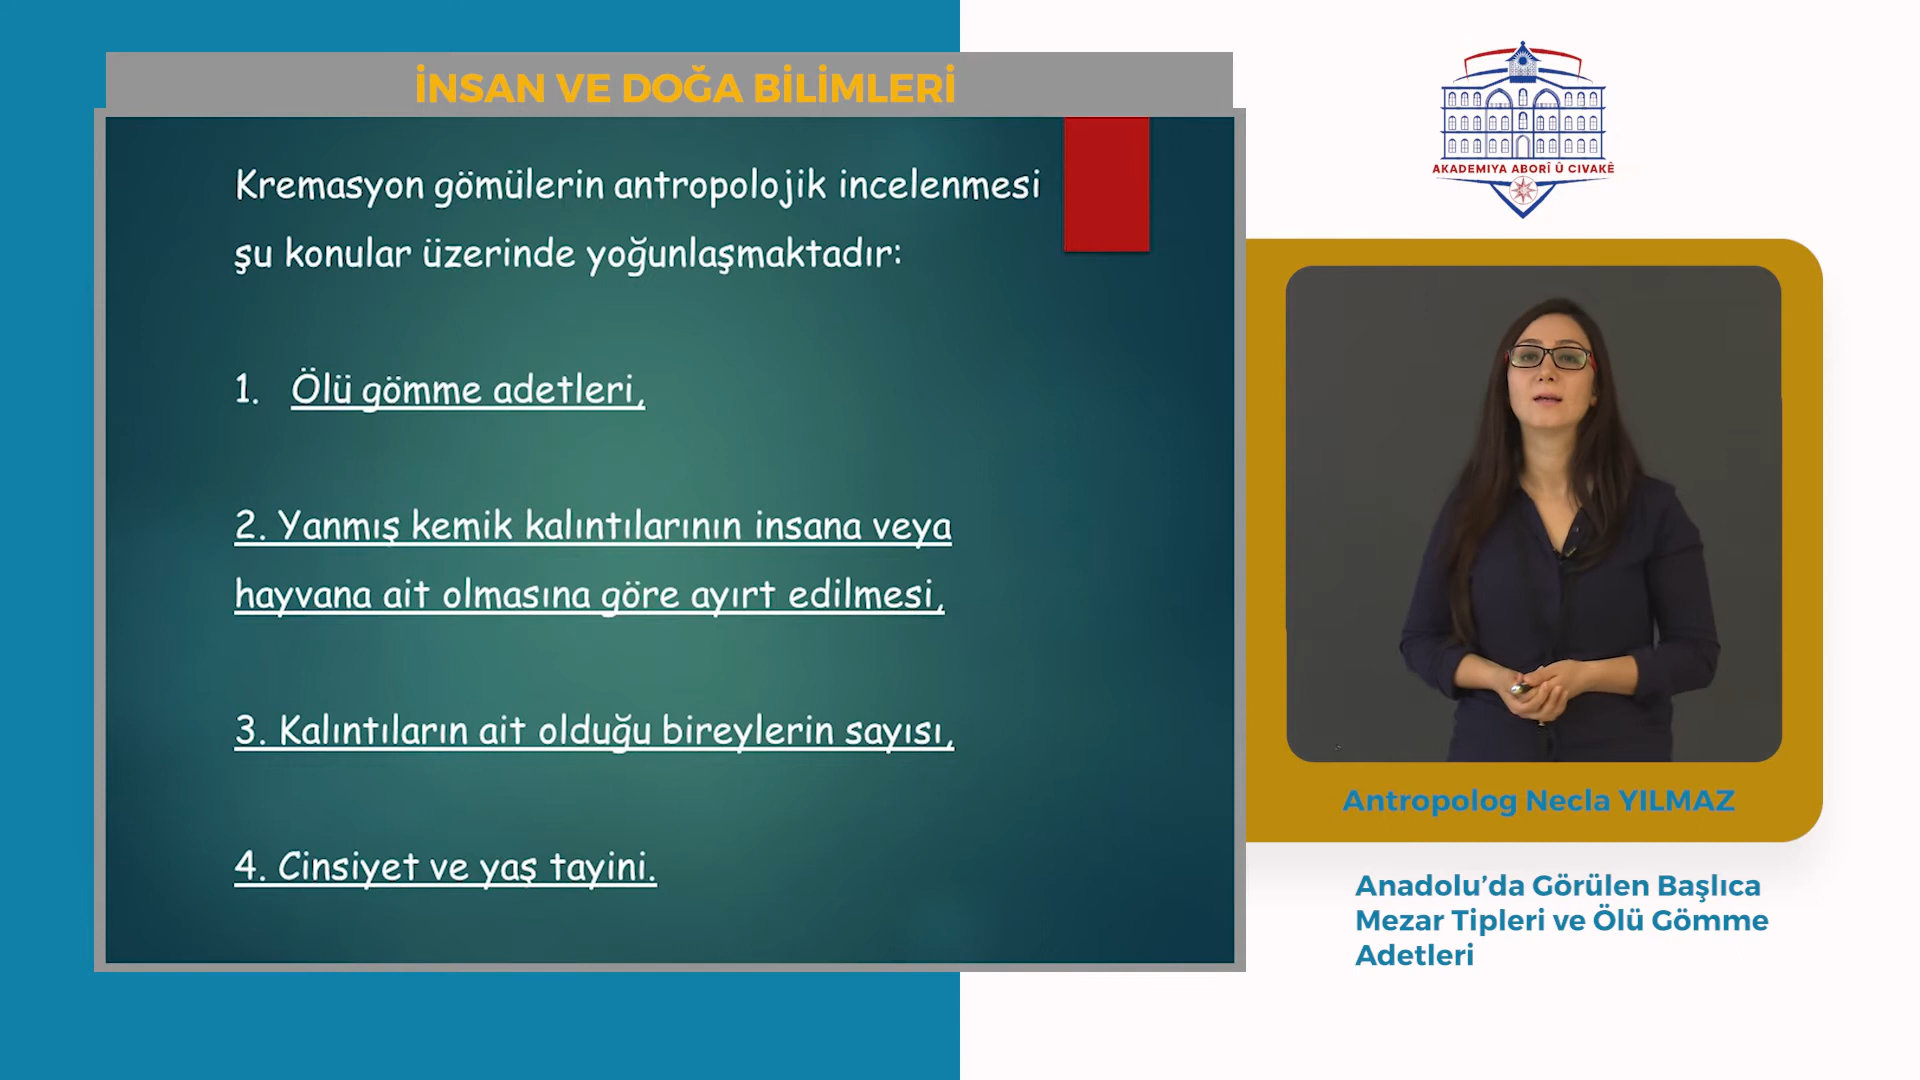 İNSAN VE DOĞA BİLİMLERİ
Kremasyon gömülerin antropolojik incelenmesi
şu konular üzerinde yoğunlaşmaktadır:
1. Ölü gömme adetleri,
2. Yanmış kemik kalıntılarının insana veya
hayvana ait olmasına göre ayırt edilmesi,
3. Kalıntıların ait olduğu bireylerin sayısı,
4. Cinsiyet ve yaş tayini.
AKADEMIYA ABORÎ Û CIVAKÊ
Antropolog Necla YILMAZ
Anadolu’da Görülen Başlıca
Mezar Tipleri ve Ölü Gömme
Adetleri